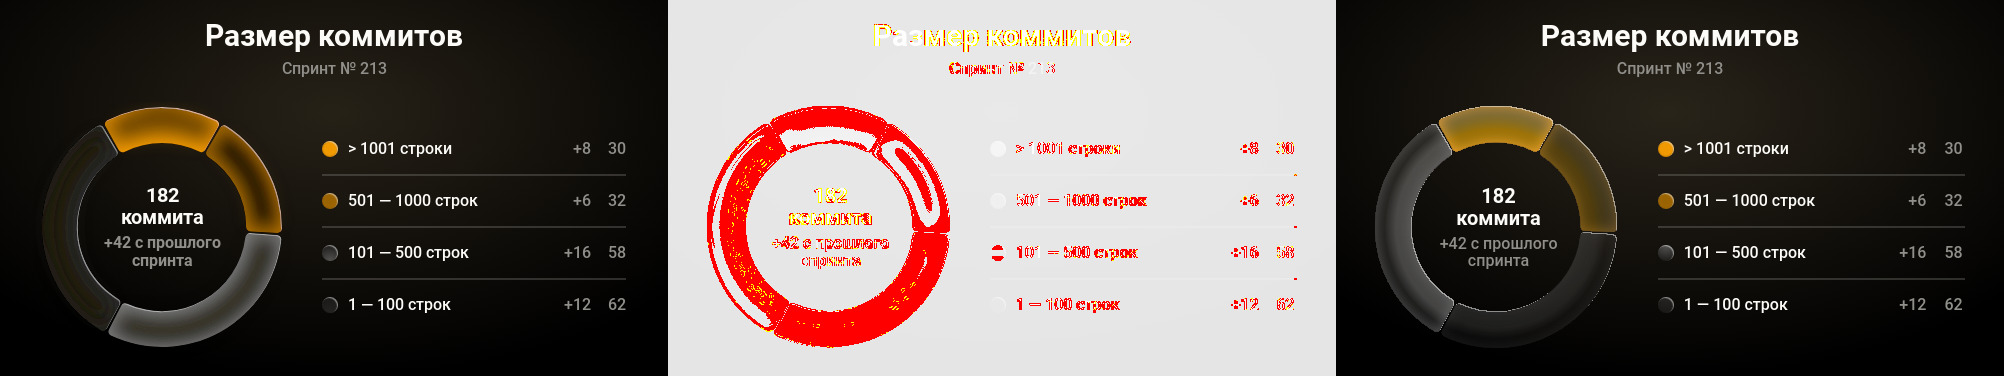 Размер коммитов
Спринт № 213
182
коммита
+42 с прошлого
спринта
> 1001 строки +8 30
501 — 1000 строк +6 32
101 — 500 строк +16 58
1 — 100 строк +12 62
Размер коммитов
Спринт № 213
182
коммита
+42 с прошлого
спринта
> 1001 строки +8 30
501 — 1000 строк +6 32
101 — 500 строк +16 58
1 — 100 строк +12 62
Размер коммитов
Спринт № 213
182
коммита
+42 с прошлого
спринта
> 1001 строки +8 30
501 — 1000 строк +6 32
101 — 500 строк +16 58
1 — 100 строк +12 62